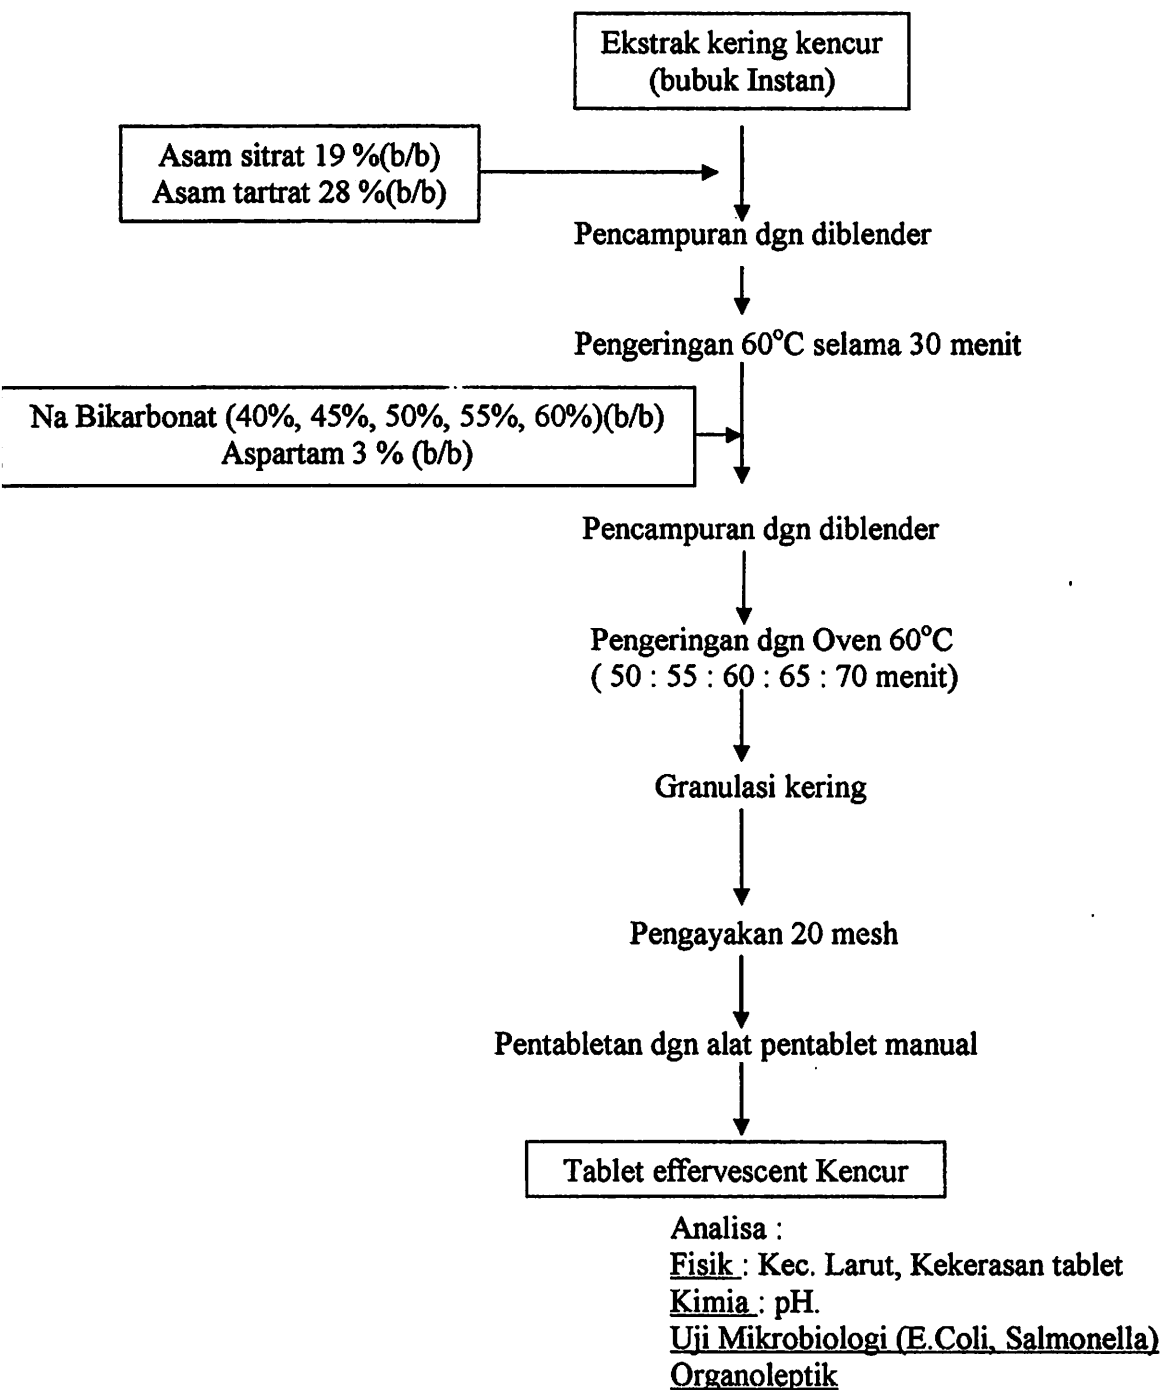 Ekstrak kering kencur
(bubuk Instan)
Asam sitrat 19 %(b/b)
Asam tartrat 28 %(b/b)
Pencampuran dgn diblender
Pengeringan 60°C selama 30 menit
Na Bikarbonat (40%, 45%, 50%, 55%, 60%)(b/b)
Aspartam 3 % (b/b)
Pencampuran dgn diblender
Pengeringan dgn Oven 60°C
( 50 : 55 : 60 : 65 : 70 menit)
Granulasi kering
Pengayakan 20 mesh
Pentabletan dgn alat pentablet manual
Tablet effervescent Kencur
Analisa :
Fisik : Kec. Larut, Kekerasan tablet
Kimia : pH.
Uji Mikrobiologi (E.Coli, Salmonella)
Organoleptik